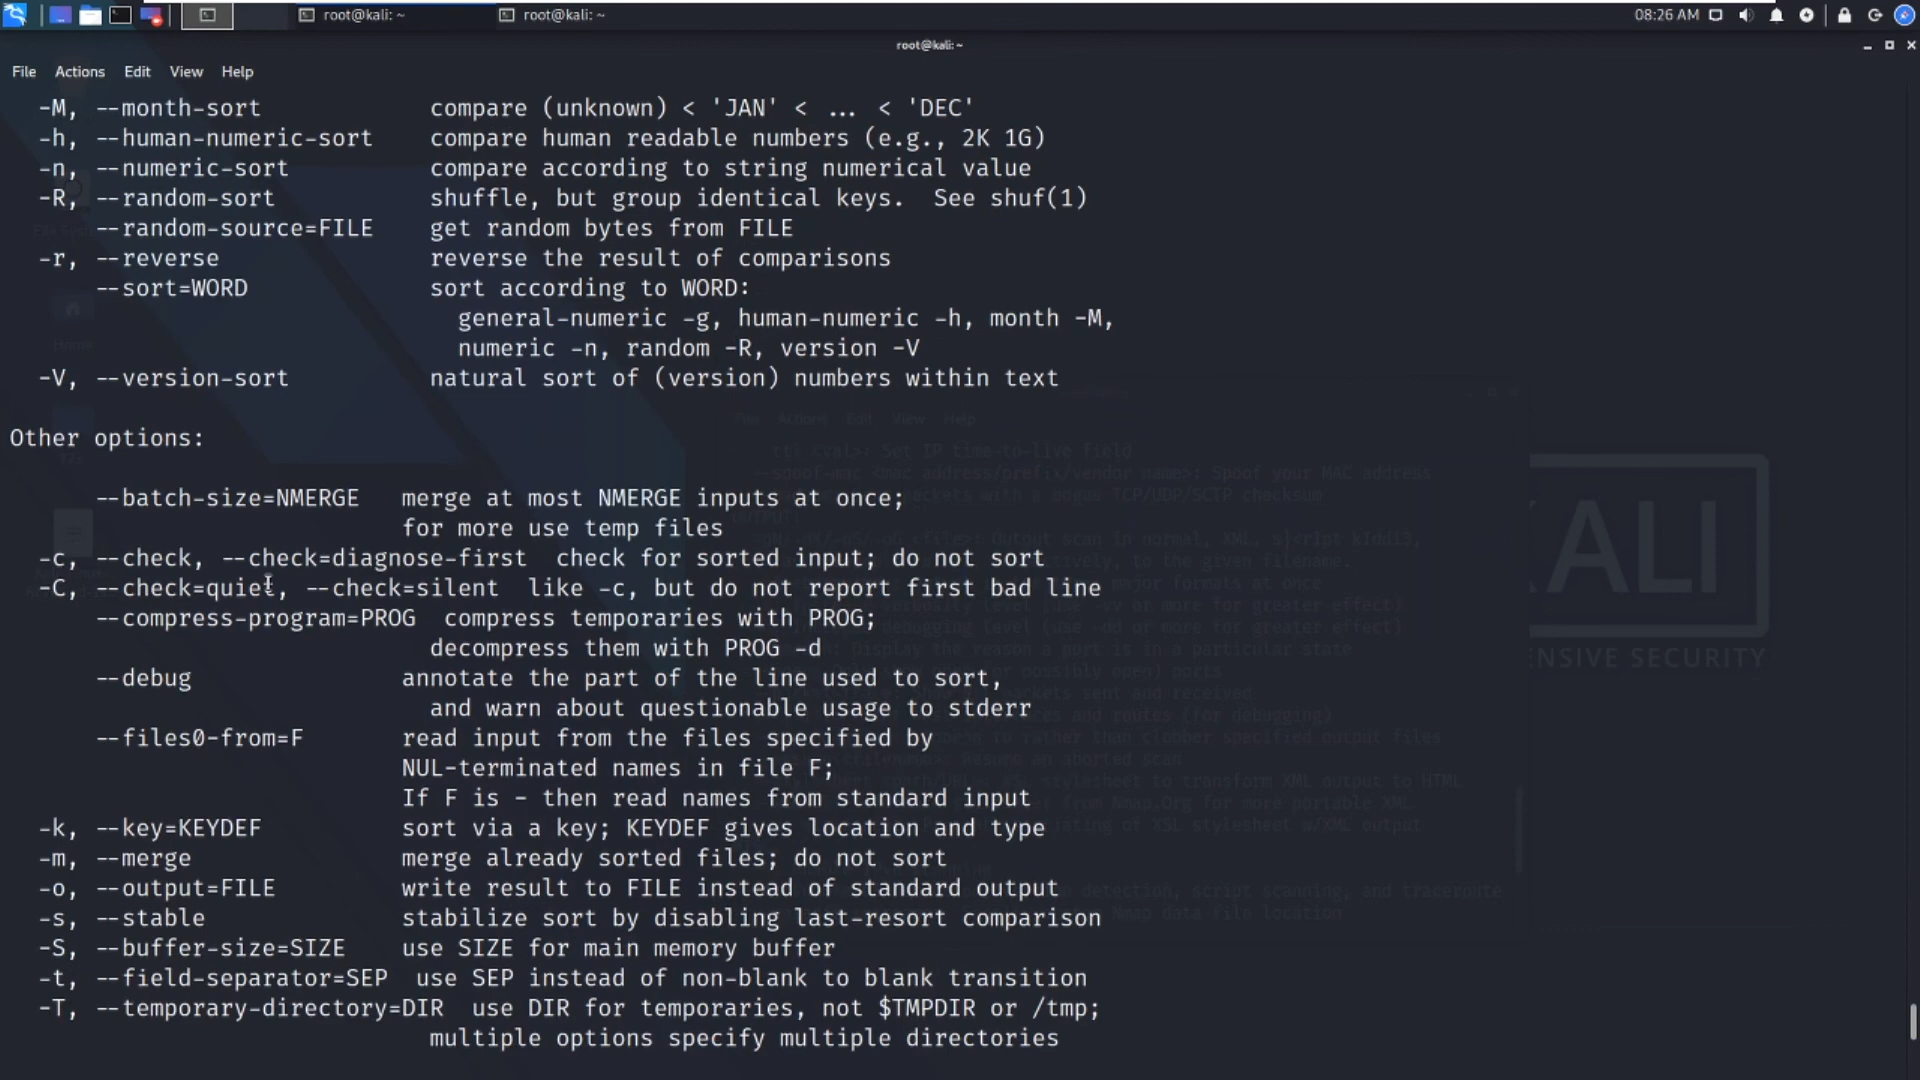 root@kali: ~
root@kali: ~
08:26 AM
root@kali: ~
File Actions Edit View Help
-M, --month-sort compare (unknown) < 'JAN' < ... < 'DEC'
-h, --human-numeric-sort compare human readable numbers (e.g., 2K 1G)
-n, --numeric-sort compare according to string numerical value
-R, --random-sort shuffle, but group identical keys. See shuf(1)
--random-source=FILE get random bytes from FILE
-r, --reverse reverse the result of comparisons
--sort=WORD sort according to WORD:
general-numeric -g, human-numeric -h, month -M,
numeric -n, random -R, version -V
-V, --version-sort natural sort of (version) numbers within text
Other options:
--batch-size=NMERGE merge at most NMERGE inputs at once;
for more use temp files
-c, --check, --check=diagnose-first check for sorted input; do not sort
-C, --check=quiet, --check=silent like -c, but do not report first bad line
--compress-program=PROG compress temporaries with PROG;
decompress them with PROG -d
--debug annotate the part of the line used to sort,
and warn about questionable usage to stderr
--files0-from=F read input from the files specified by
NUL-terminated names in file F;
If F is - then read names from standard input
-k, --key=KEYDEF sort via a key; KEYDEF gives location and type
-m, --merge merge already sorted files; do not sort
-o, --output=FILE write result to FILE instead of standard output
-s, --stable stabilize sort by disabling last-resort comparison
-S, --buffer-size=SIZE use SIZE for main memory buffer
-t, --field-separator=SEP use SEP instead of non-blank to blank transition
-T, --temporary-directory=DIR use DIR for temporaries, not $TMPDIR or /tmp;
multiple options specify multiple directories
KALI
ENSIVE SECURITY